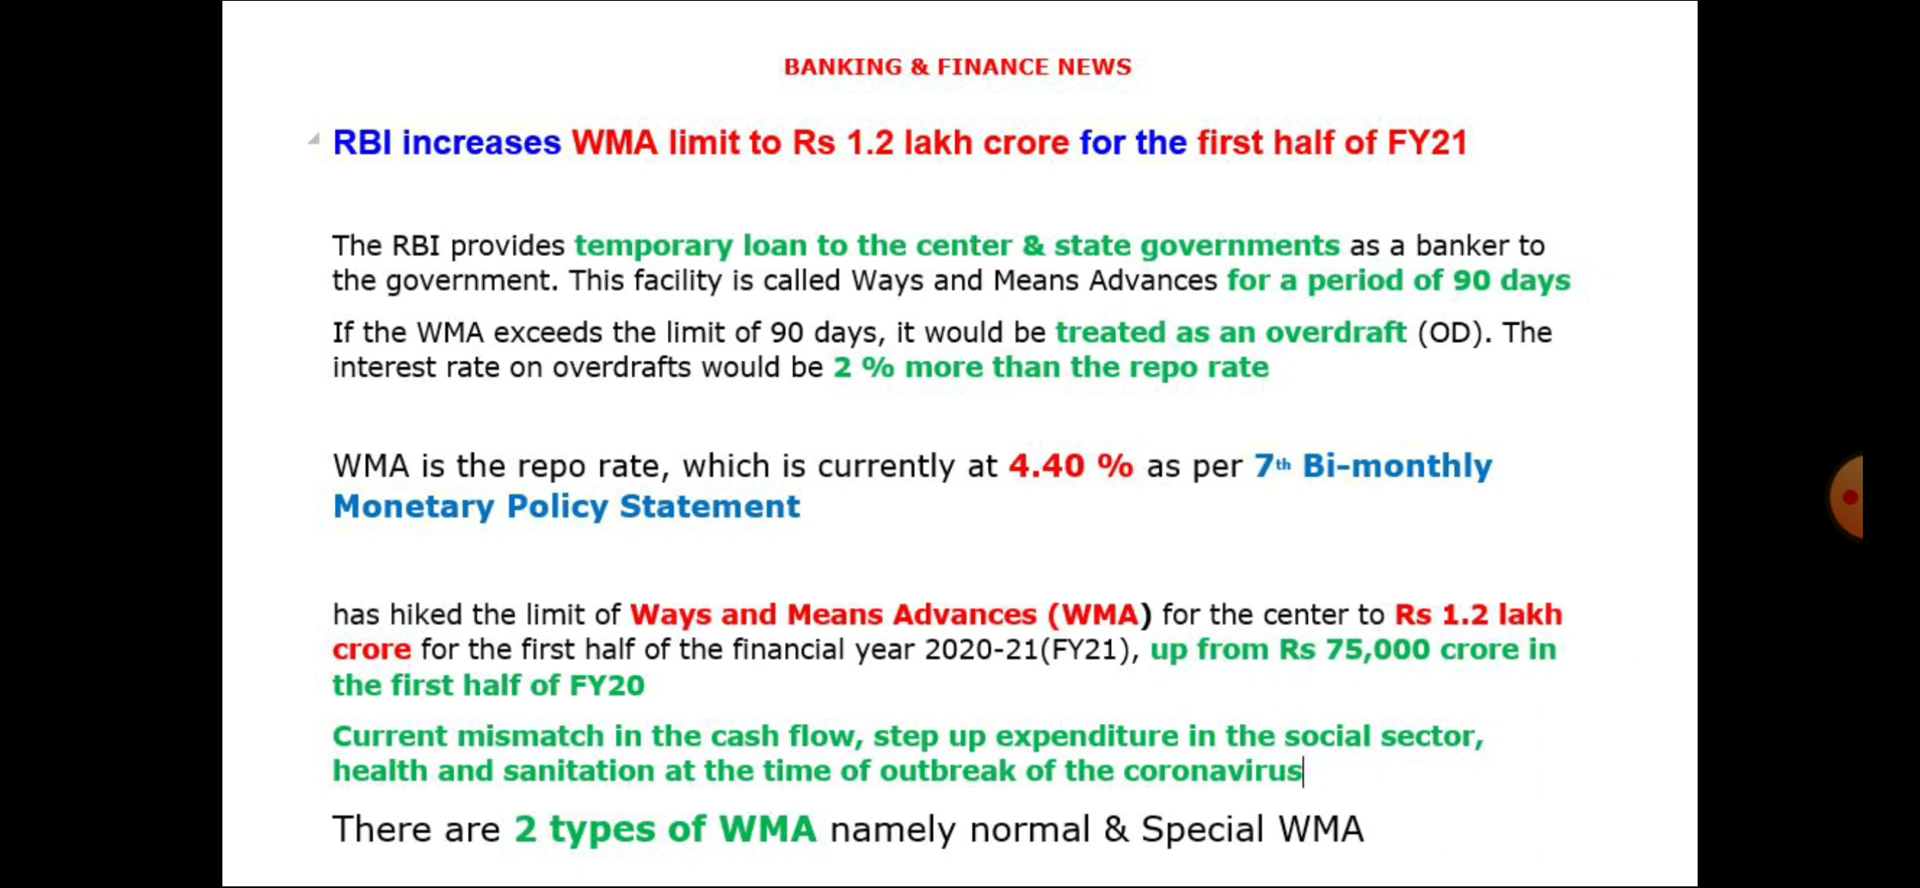 BANKING & FINANCE NEWS
RBI increases WMA limit to Rs 1.2 lakh crore for the first half of FY21
The RBI provides temporary loan to the center & state governments as a banker to
the government. This facility is called Ways and Means Advances for a period of 90 days
If the WMA exceeds the limit of 90 days, it would be treated as an overdraft (OD). The
interest rate on overdrafts would be 2 % more than the repo rate
WMA is the repo rate, which is currently at 4.40 % as per 7th Bi-monthly
Monetary Policy Statement
has hiked the limit of Ways and Means Advances (WMA) for the center to Rs 1.2 lakh
crore for the first half of the financial year 2020-21(FY21), up from Rs 75,000 crore in
the first half of FY20
Current mismatch in the cash flow, step up expenditure in the social sector,
health and sanitation at the time of outbreak of the coronavirus
There are 2 types of WMA namely normal & Special WMA